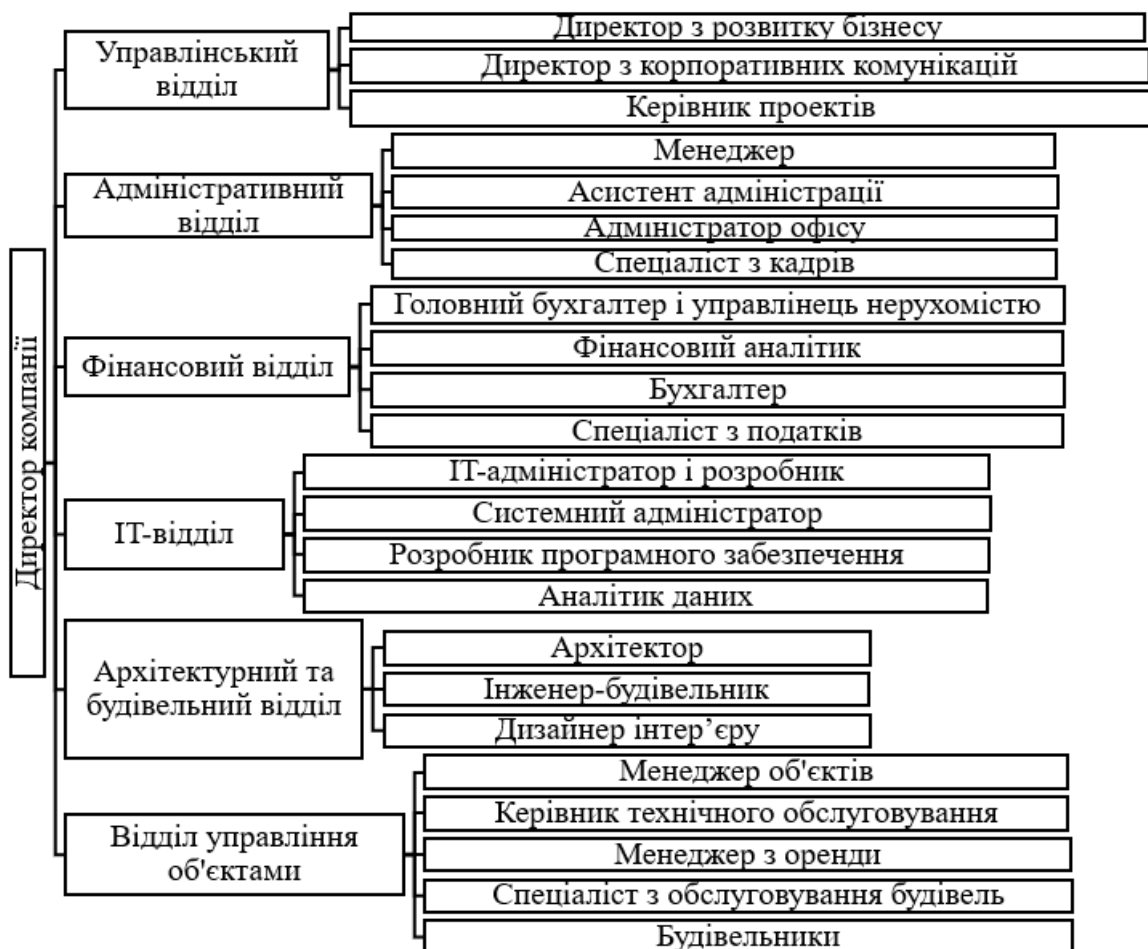 Директор компанії
Управлінський
відділ
Директор з розвитку бізнесу
Директор з корпоративних комунікацій
Керівник проектів
Адміністративний
відділ
Менеджер
Асистент адміністрації
Адміністратор офісу
Спеціаліст з кадрів
Фінансовий відділ
Головний бухгалтер і управлінець нерухомістю
Фінансовий аналітик
Бухгалтер
Спеціаліст з податків
ІТ-відділ
ІТ-адміністратор і розробник
Системний адміністратор
Розробник програмного забезпечення
Аналітик даних
Архітектурний та
будівельний відділ
Архітектор
Інженер-будівельник
Дизайнер інтер’єру
Відділ управління
об'єктами
Менеджер об'єктів
Керівник технічного обслуговування
Менеджер з оренди
Спеціаліст з обслуговування будівель
Будівельники